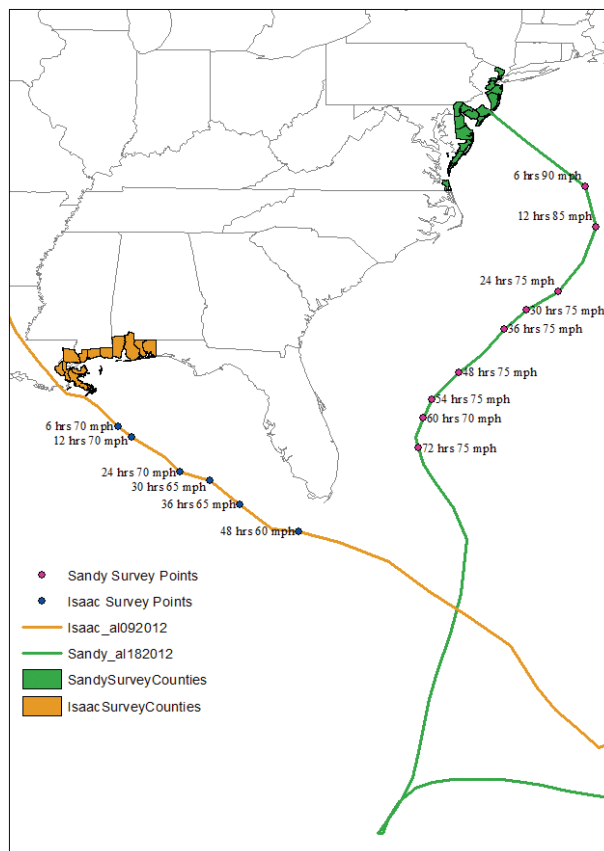 6 hrs 90 mph
12 hrs 85 mph
24 hrs 75 mph
30 hrs 75 mph
36 hrs 75 mph
48 hrs 75 mph
54 hrs 75 mph
60 hrs 70 mph
72 hrs 75 mph
6 hrs 70 mph
12 hrs 70 mph
24 hrs 70 mph
30 hrs 65 mph
36 hrs 65 mph
48 hrs 60 mph
Sandy Survey Points
Isaac Survey Points
Isaac_al092012
Sandy_al182012
SandySurveyCounties
IsaacSurveyCounties